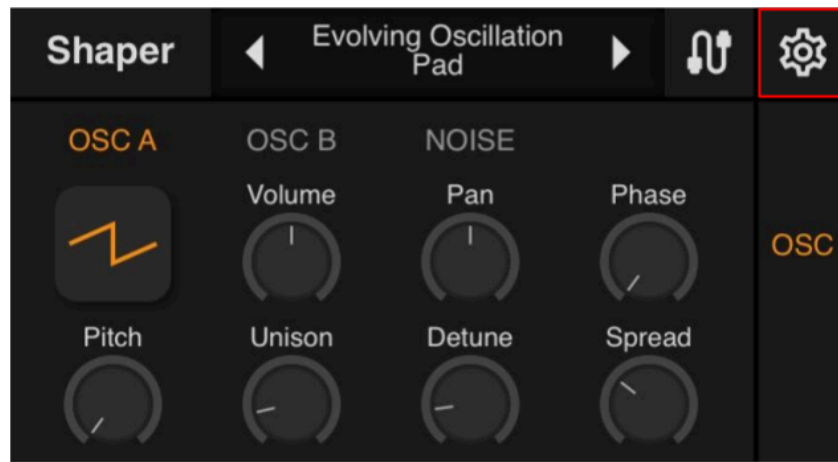 Shaper
Evolving Oscillation
Pad
OSC A
OSC B
NOISE
OSC
Volume
Pan
Phase
Pitch
Unison
Detune
Spread